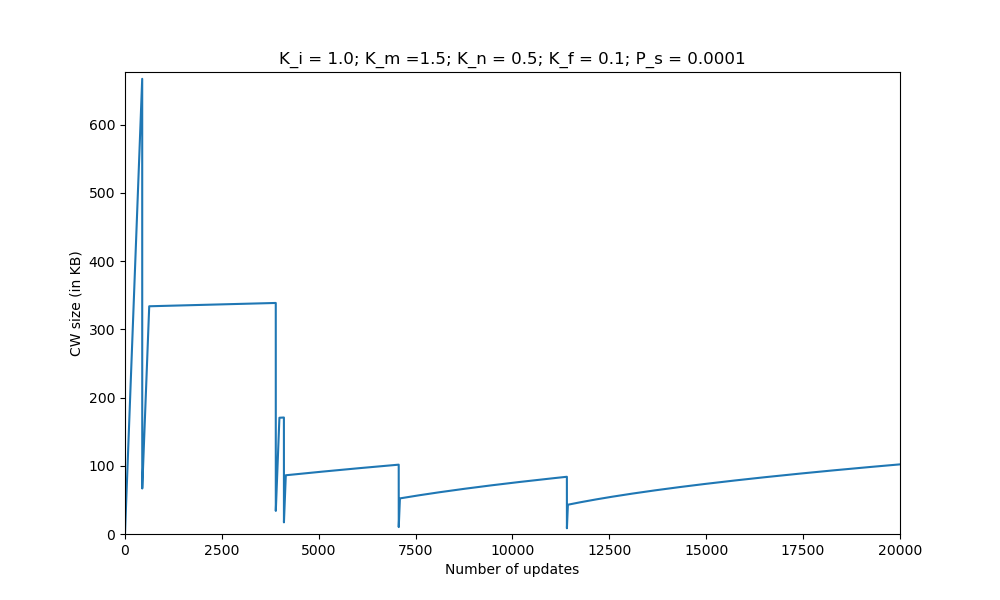 K_i = 1.0; K_m =1.5; K_n = 0.5; K_f = 0.1; P_s = 0.0001
600
500
400
300
200
100
0
CW size (in KB)
0 2500 5000 7500 10000 12500 15000 17500 20000
Number of updates